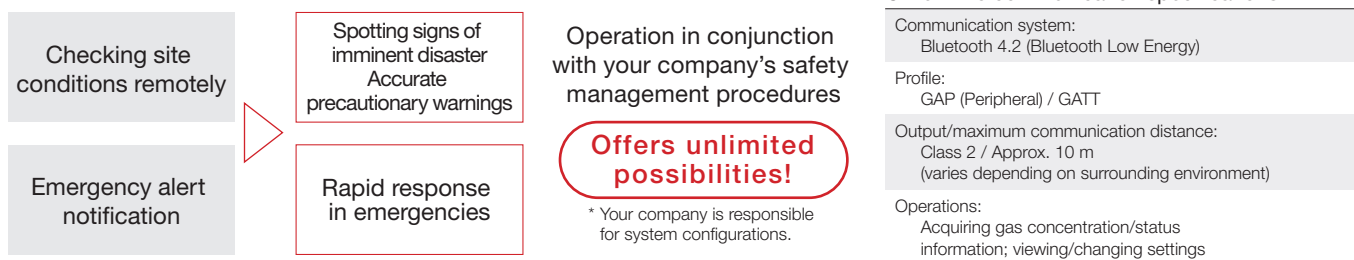 Checking site
conditions remotely
Emergency alert
notification
Spotting signs of
imminent disaster
Accurate
precautionary warnings
Rapid response
in emergencies
Operation in conjunction
with your company’s safety
management procedures
Offers unlimited
possibilities!
* Your company is responsible
for system configurations.
Communication system:
Bluetooth 4.2 (Bluetooth Low Energy)
Profile:
GAP (Peripheral) / GATT
Output/maximum communication distance:
Class 2 / Approx. 10 m
(varies depending on surrounding environment)
Operations:
Acquiring gas concentration/status
information; viewing/changing settings